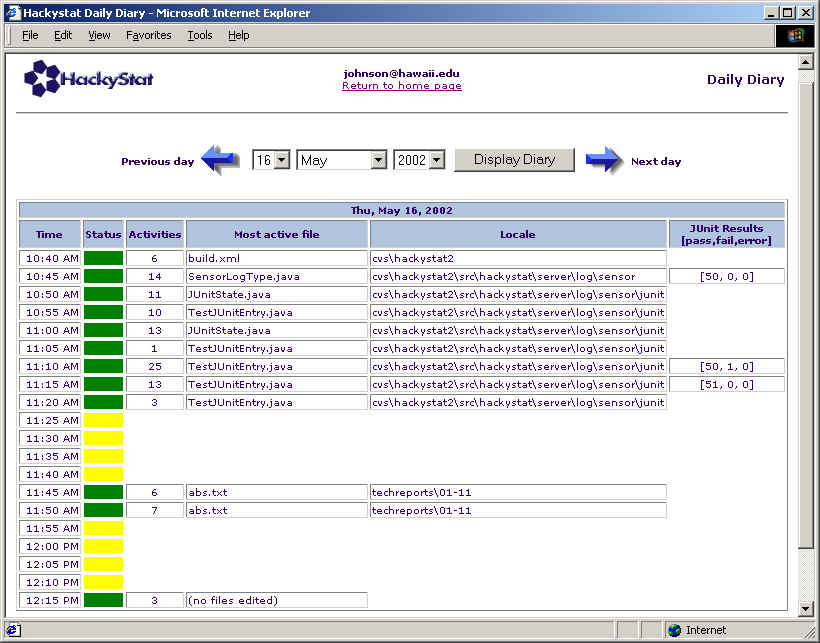 Hackystat Daily Diary - Microsoft Internet Explorer
File Edit View Favorites Tools Help
HackyStat
johnson@hawaii.edu
Return to home page
Daily Diary
Previous day 16 May 2002 Display Diary Next day
Thu, May 16, 2002
Time Status Activities Most active file Locale JUnit Results [pass,fail,error]
10:40 AM 6 build.xml cvs\hackystat2
10:45 AM 14 SensorLogType.java cvs\hackystat2\src\hackystat\server\log\sensor [50, 0, 0]
10:50 AM 11 JUnitState.java cvs\hackystat2\src\hackystat\server\log\sensor\junit
10:55 AM 10 TestJUnitEntry.java cvs\hackystat2\src\hackystat\server\log\sensor\junit
11:00 AM 13 JUnitState.java cvs\hackystat2\src\hackystat\server\log\sensor\junit
11:05 AM 1 TestJUnitEntry.java cvs\hackystat2\src\hackystat\server\log\sensor\junit
11:10 AM 25 TestJUnitEntry.java cvs\hackystat2\src\hackystat\server\log\sensor\junit [50, 1, 0]
11:15 AM 13 TestJUnitEntry.java cvs\hackystat2\src\hackystat\server\log\sensor\junit [51, 0, 0]
11:20 AM 3 TestJUnitEntry.java cvs\hackystat2\src\hackystat\server\log\sensor\junit
11:25 AM
11:30 AM
11:35 AM
11:40 AM
11:45 AM 6 abs.txt techreports\01-11
11:50 AM 7 abs.txt techreports\01-11
11:55 AM
12:00 PM
12:05 PM
12:10 PM
12:15 PM 3 (no files edited)
Internet